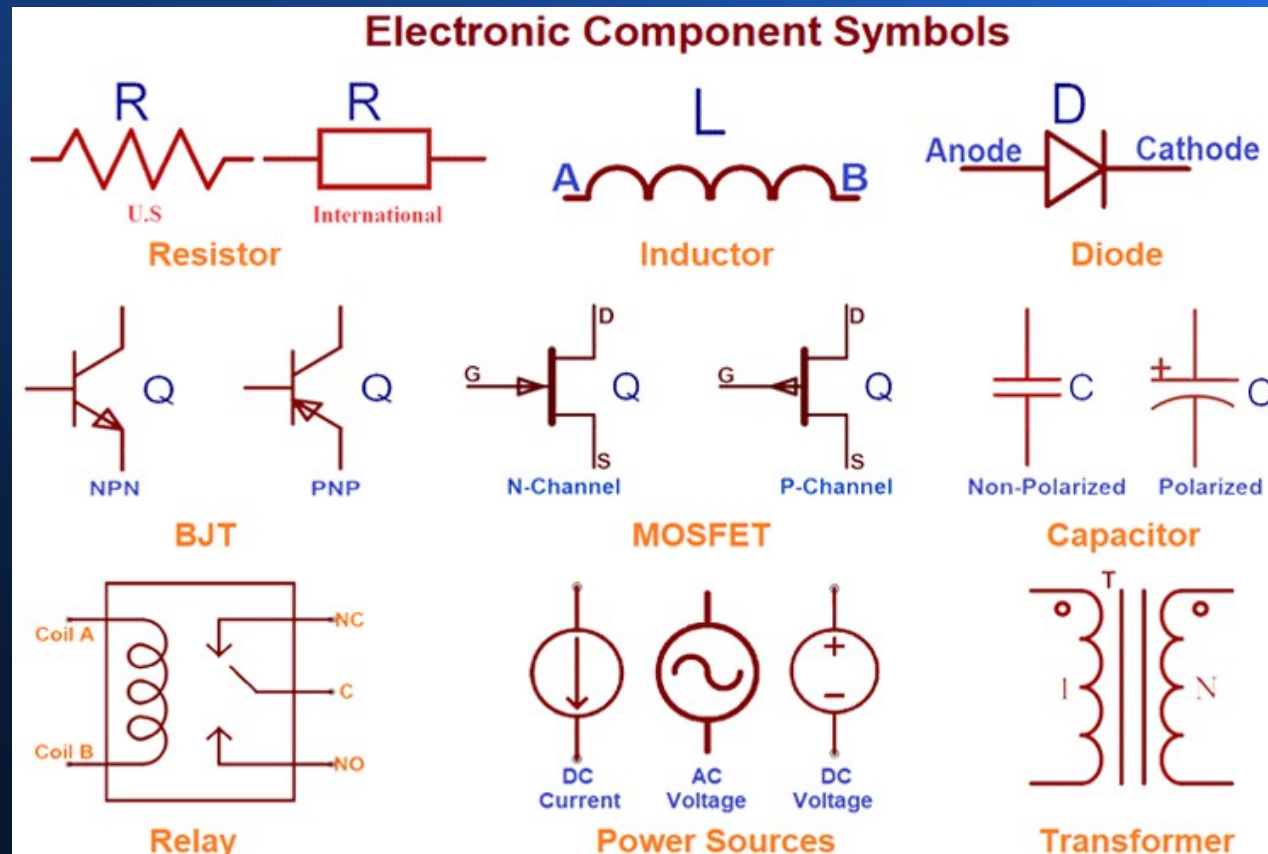 Electronic Component Symbols
R
R
L
D
A
B
Anode
Cathode
U.S
International
Resistor
Inductor
Diode
Q
Q
G
D
Q
S
G
D
Q
S
C
+
C
NPN
PNP
N-Channel
P-Channel
Non-Polarized
Polarized
BJT
MOSFET
Capacitor
Coil A
Coil B
NC
C
NO
+
−
DC
Current
AC
Voltage
DC
Voltage
T
1
N
Relay
Power Sources
Transformer